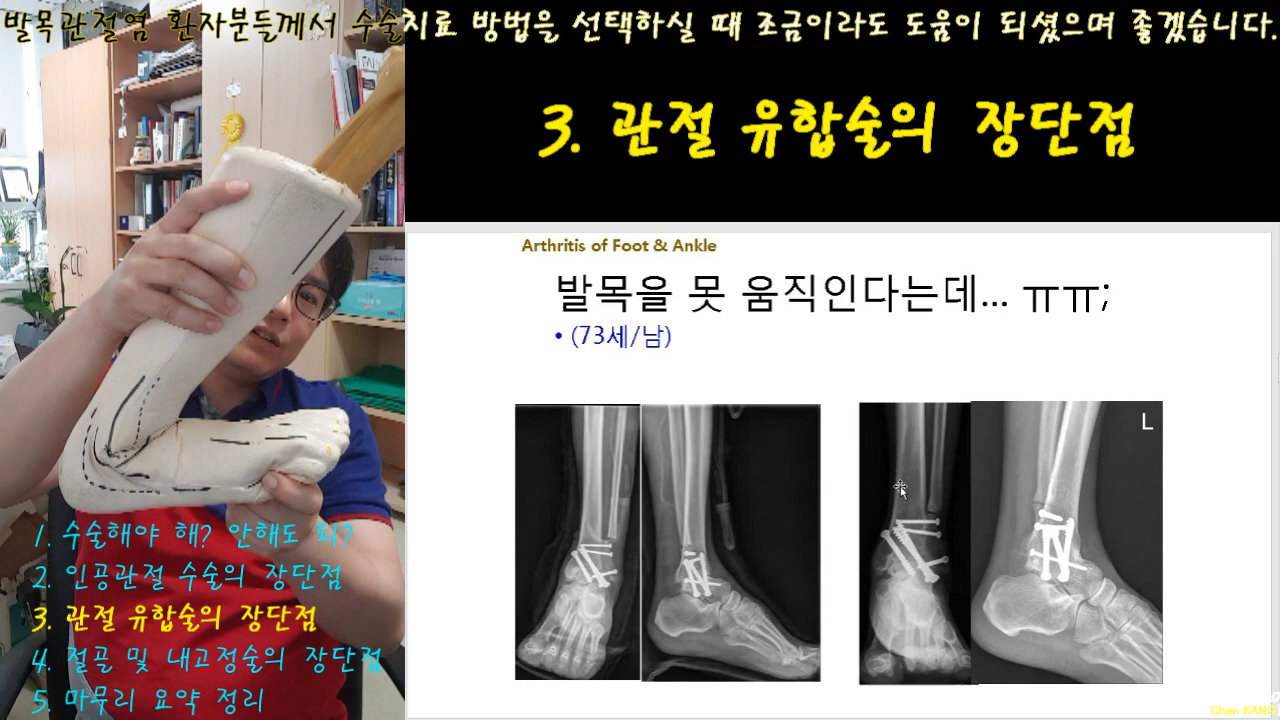 발목관절염 환자분들께서 수술치료 방법을 선택하실 때 조금이라도 도움이 되셨으며 좋겠습니다.
3. 관절 유합술의 장단점
Arthritis of Foot & Ankle
발목을 못 움직인다는데... ㅠㅠ;
• (73세/남)
L
1. 수술해야 해? 안해도 돼?
2. 인공관절 수술의 장단점
3. 관절 유합술의 장단점
4. 절골 및 내고정술의 장단점
5. 마무리 요약 정리
Chan KANG